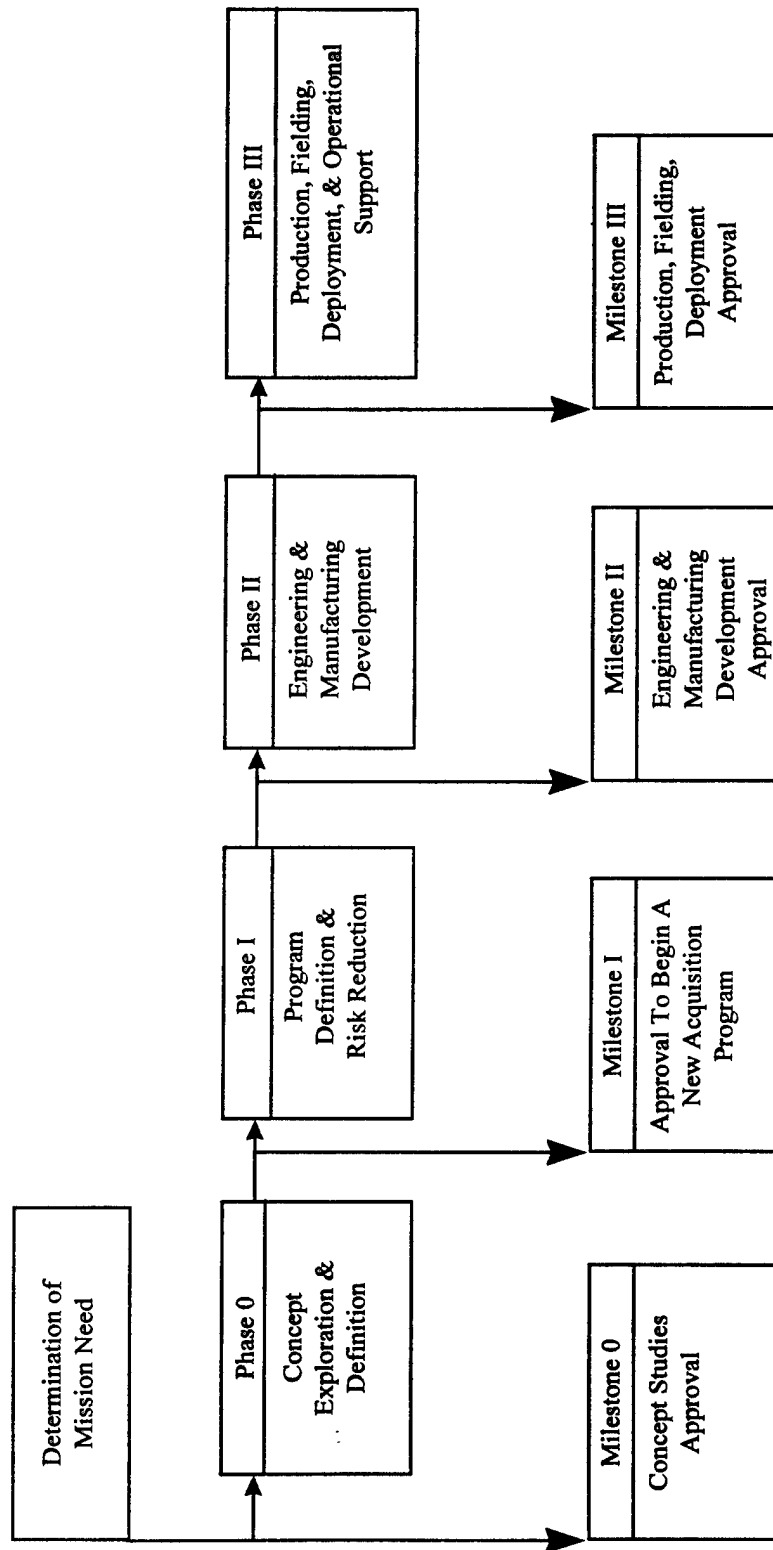 Determination of
Mission Need
Phase 0
Concept
Exploration &
Definition
Phase I
Program
Definition &
Risk Reduction
Phase II
Engineering &
Manufacturing
Development
Phase III
Production, Fielding,
Deployment, & Operational
Support
Milestone 0
Concept Studies
Approval
Milestone I
Approval To Begin A
New Acquisition
Program
Milestone II
Engineering &
Manufacturing
Development
Approval
Milestone III
Production, Fielding,
Deployment
Approval